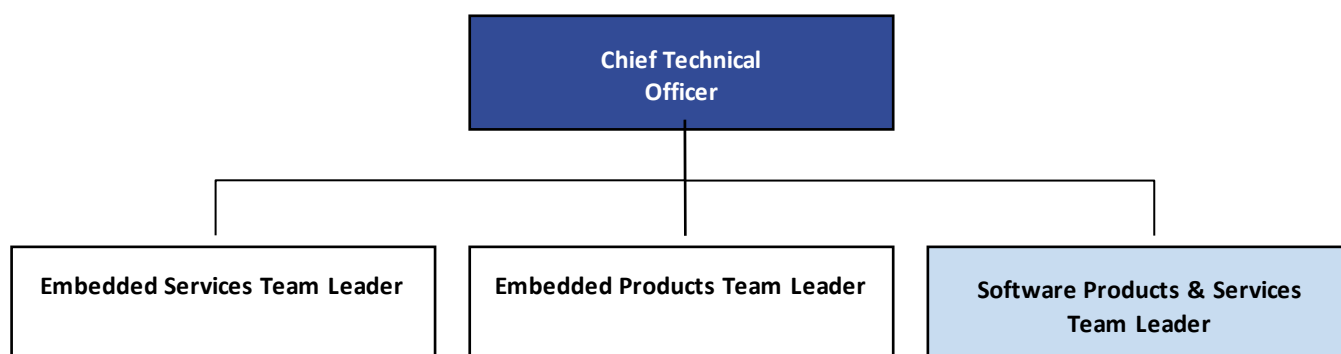 Chief Technical
Officer
Embedded Services Team Leader
Embedded Products Team Leader
Software Products & Services
Team Leader